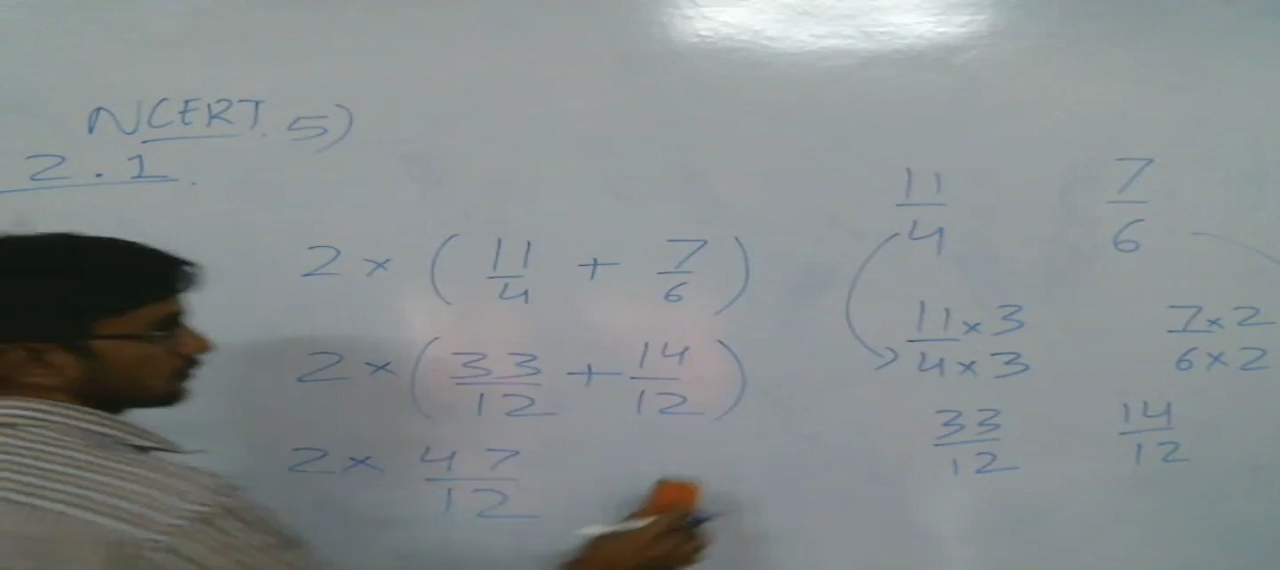 NCERT. 5)
2.1.
2 × ( 11/4 + 7/6 )
2 × ( 33/12 + 14/12 )
2 × 47/12
11/4 7/6
11×3/4×3 7×2/6×2
33/12 14/12